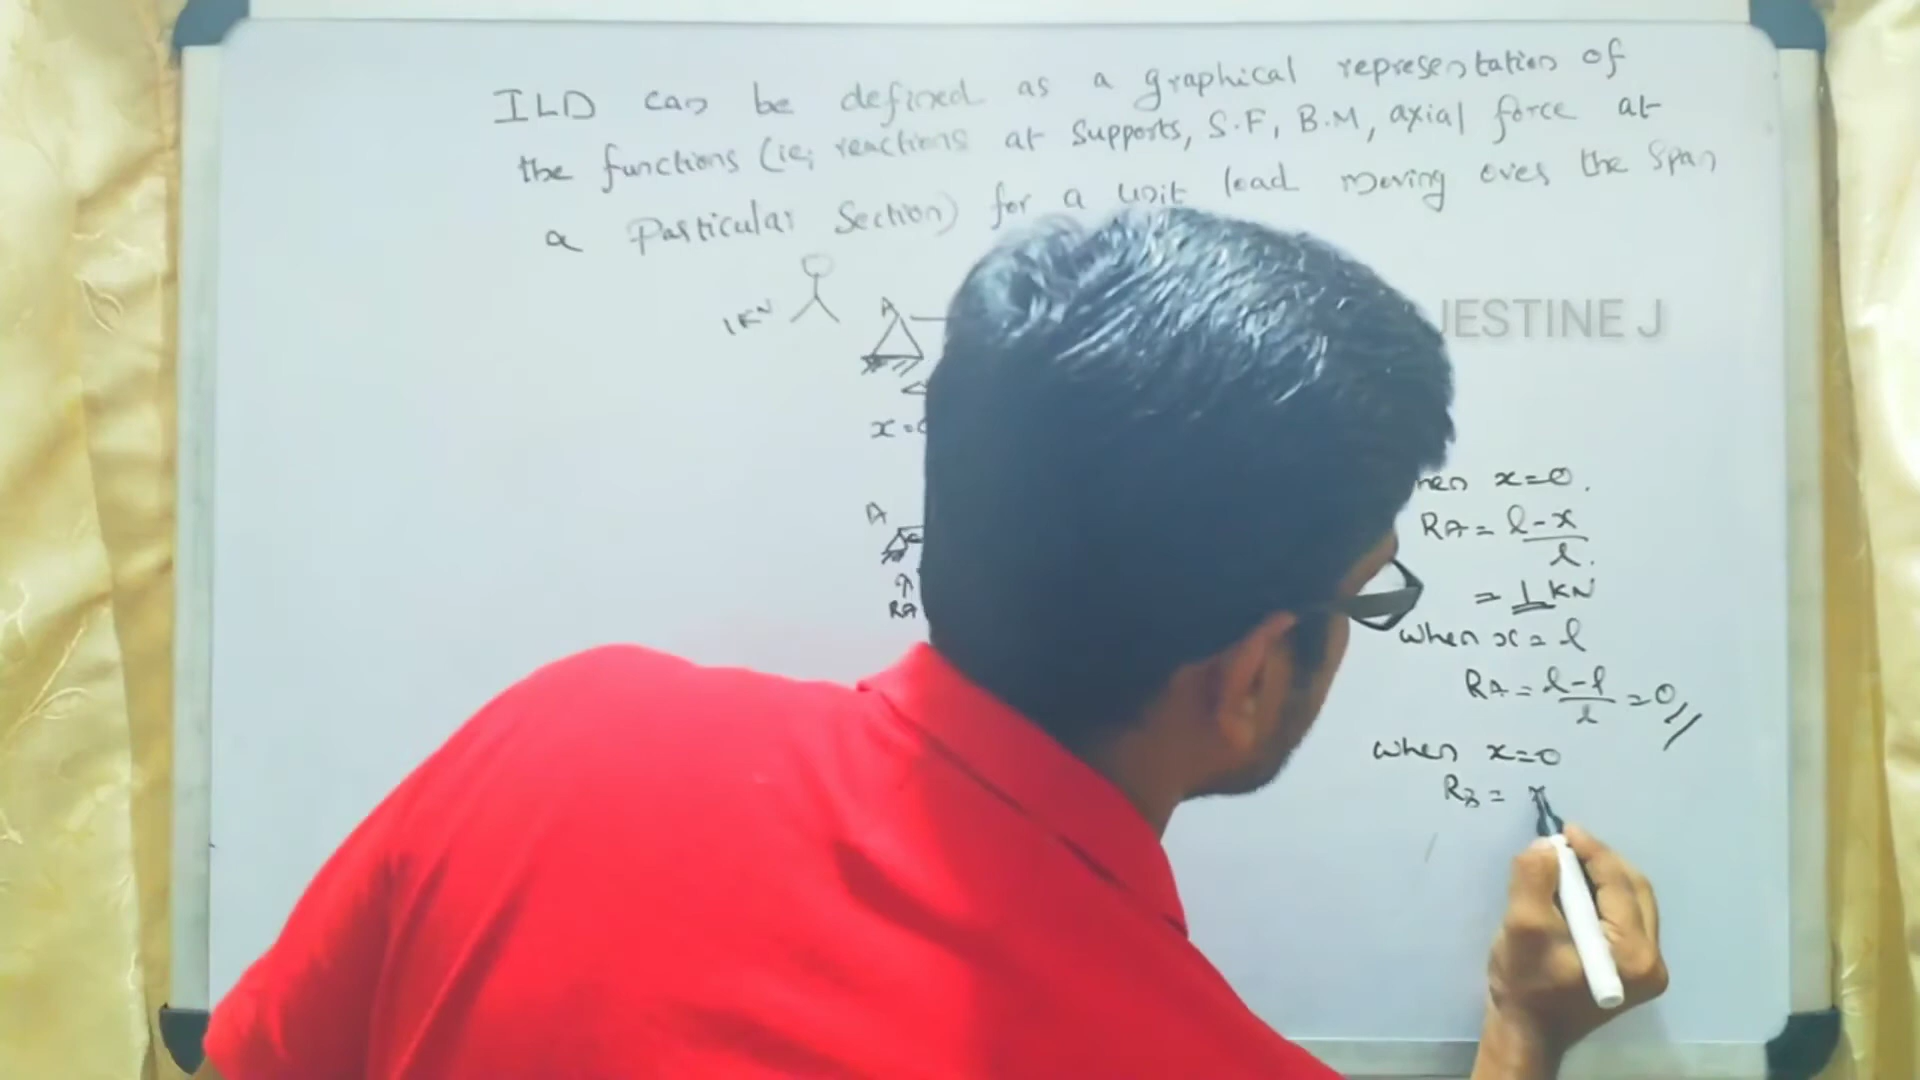 ILD can be defined as a graphical representation of
the functions (ie; reactions at supports, S.F, B.M, axial force at
a Particular Section) for a unit load moving over the span
1 KN
A
JESTINE J
x =
when x=0.
A
RA = l-x/l.
= 1 KN
RA
when x = l
RA = l-l/l = 0//
when x=0
RB = x